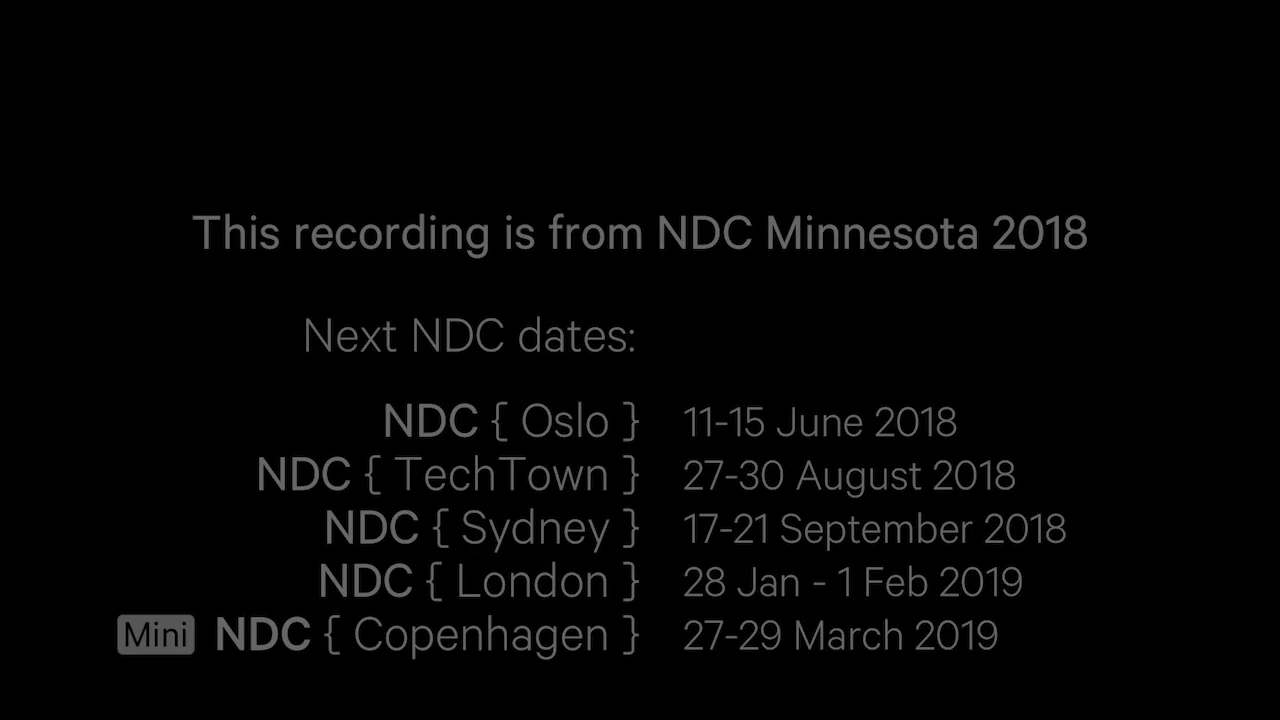 This recording is from NDC Minnesota 2018
Next NDC dates:
NDC { Oslo } 11-15 June 2018
NDC { TechTown } 27-30 August 2018
NDC { Sydney } 17-21 September 2018
NDC { London } 28 Jan - 1 Feb 2019
Mini NDC { Copenhagen } 27-29 March 2019